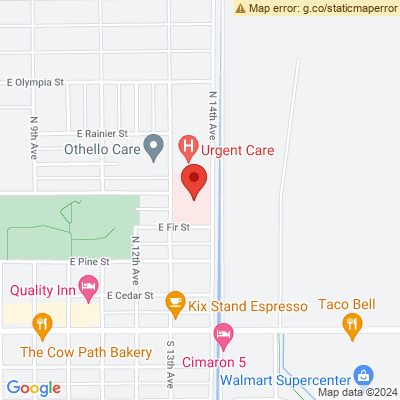 Map error: g.co/staticmaperror
E Olympia St
N 14th Ave
N 9th Ave
E Rainier St
Othello Care
H
Urgent Care
E Fir St
N 12th Ave
E Pine St
Quality Inn
E Cedar St
Kix Stand Espresso
Taco Bell
The Cow Path Bakery
S 13th Ave
Cimaron 5
Walmart Supercenter
Google
Map data ©2024